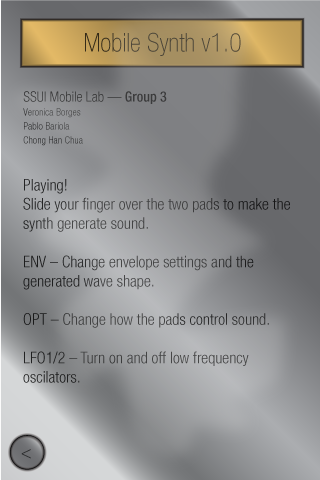 Mobile Synth v1.0
SSUI Mobile Lab — Group 3
Veronica Borges
Pablo Bariola
Chong Han Chua
Playing!
Slide your finger over the two pads to make the
synth generate sound.
ENV – Change envelope settings and the
generated wave shape.
OPT – Change how the pads control sound.
LFO1/2 – Turn on and off low frequency
oscilators.
<